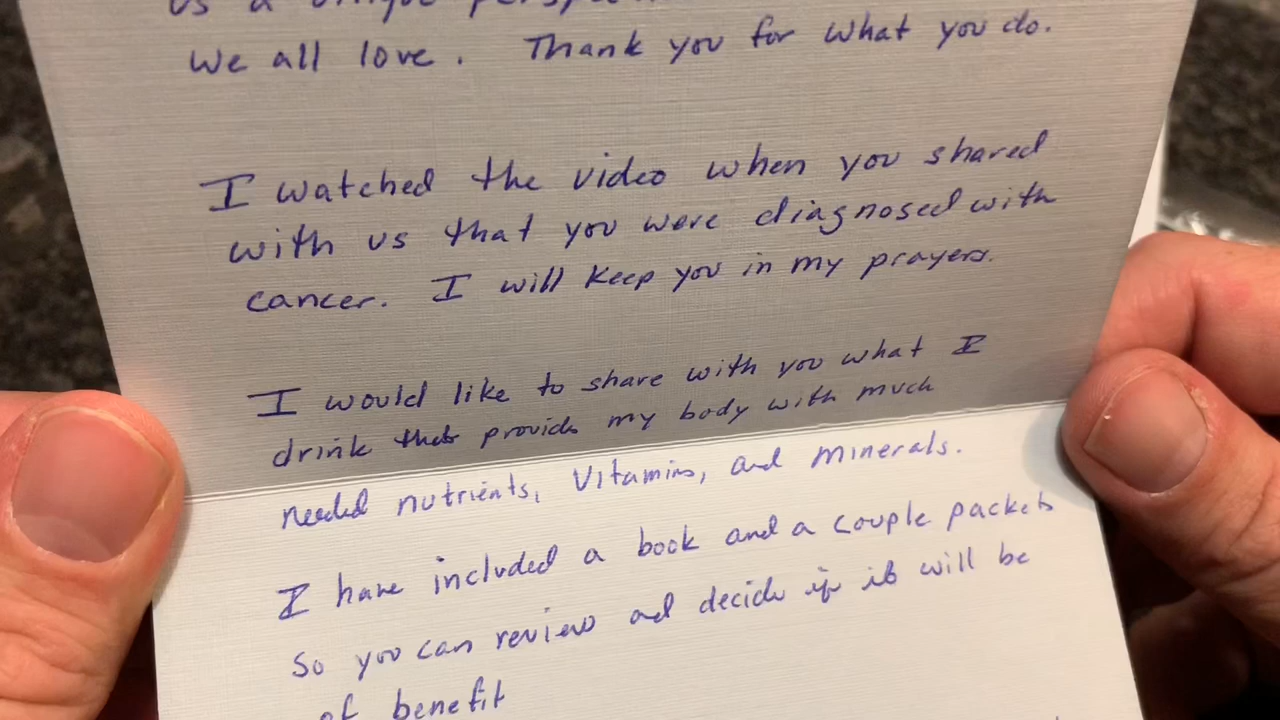 us a unique
we all love. Thank you for what you do.
I watched the video when you shared
with us that you were diagnosed with
cancer. I will keep you in my prayers.
I would like to share with you what I
drink that provides my body with much
needed nutrients, vitamins, and minerals.
I have included a book and a couple packets
so you can review and decide if it will be
of benefit